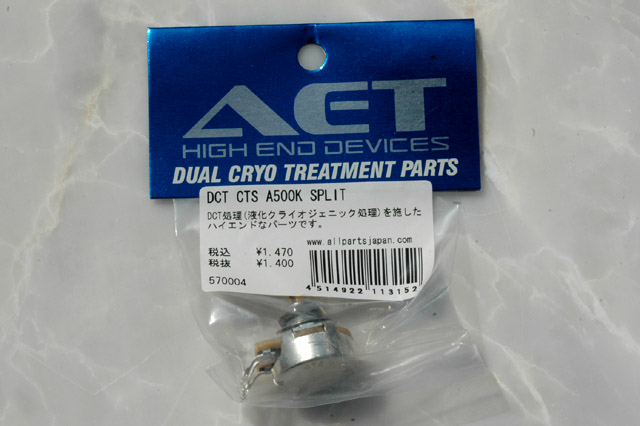 AET
HIGH END DEVICES
DUAL CRYO TREATMENT PARTS
DCT CTS A500K SPLIT
DCT処理(液化クライオジェニック処理)を施した
ハイエンドなパーツです。
www.allpartsjapan.com
税込 ¥1,470
税抜 ¥1,400
570004
4514922 113152